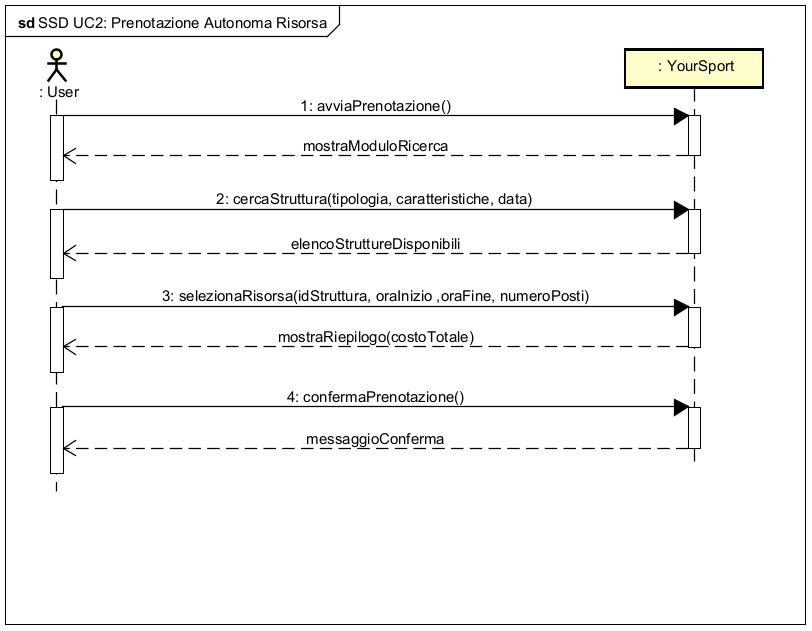 sd SSD UC2: Prenotazione Autonoma Risorsa
: User
: YourSport
1: avviaPrenotazione()
mostraModuloRicerca
2: cercaStruttura(tipologia, caratteristiche, data)
elencoStruttureDisponibili
3: selezionaRisorsa(idStruttura, oraInizio ,oraFine, numeroPosti)
mostraRiepilogo(costoTotale)
4: confermaPrenotazione()
messaggioConferma